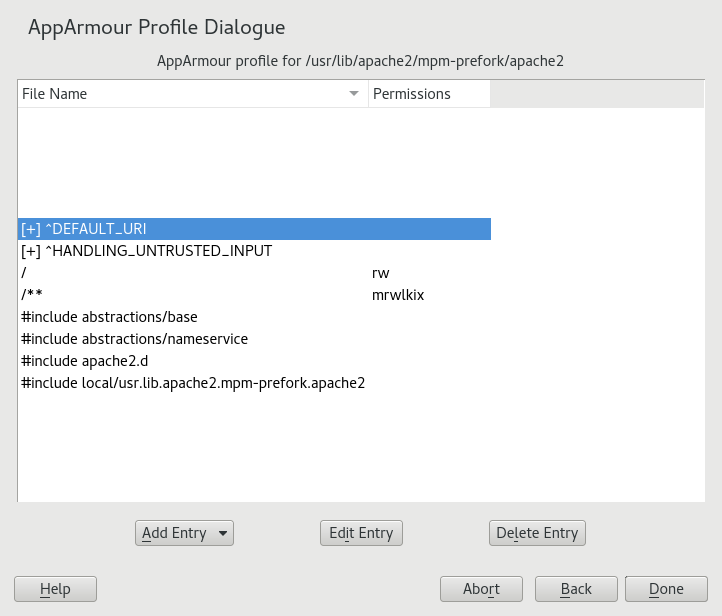 AppArmour Profile Dialogue
AppArmour profile for /usr/lib/apache2/mpm-prefork/apache2
File Name Permissions
[+] ^DEFAULT_URI
[+] ^HANDLING_UNTRUSTED_INPUT
/ rw
/** mrwlkix
#include abstractions/base
#include abstractions/nameservice
#include apache2.d
#include local/usr.lib.apache2.mpm-prefork.apache2
Add Entry Edit Entry Delete Entry
Help Abort Back Done